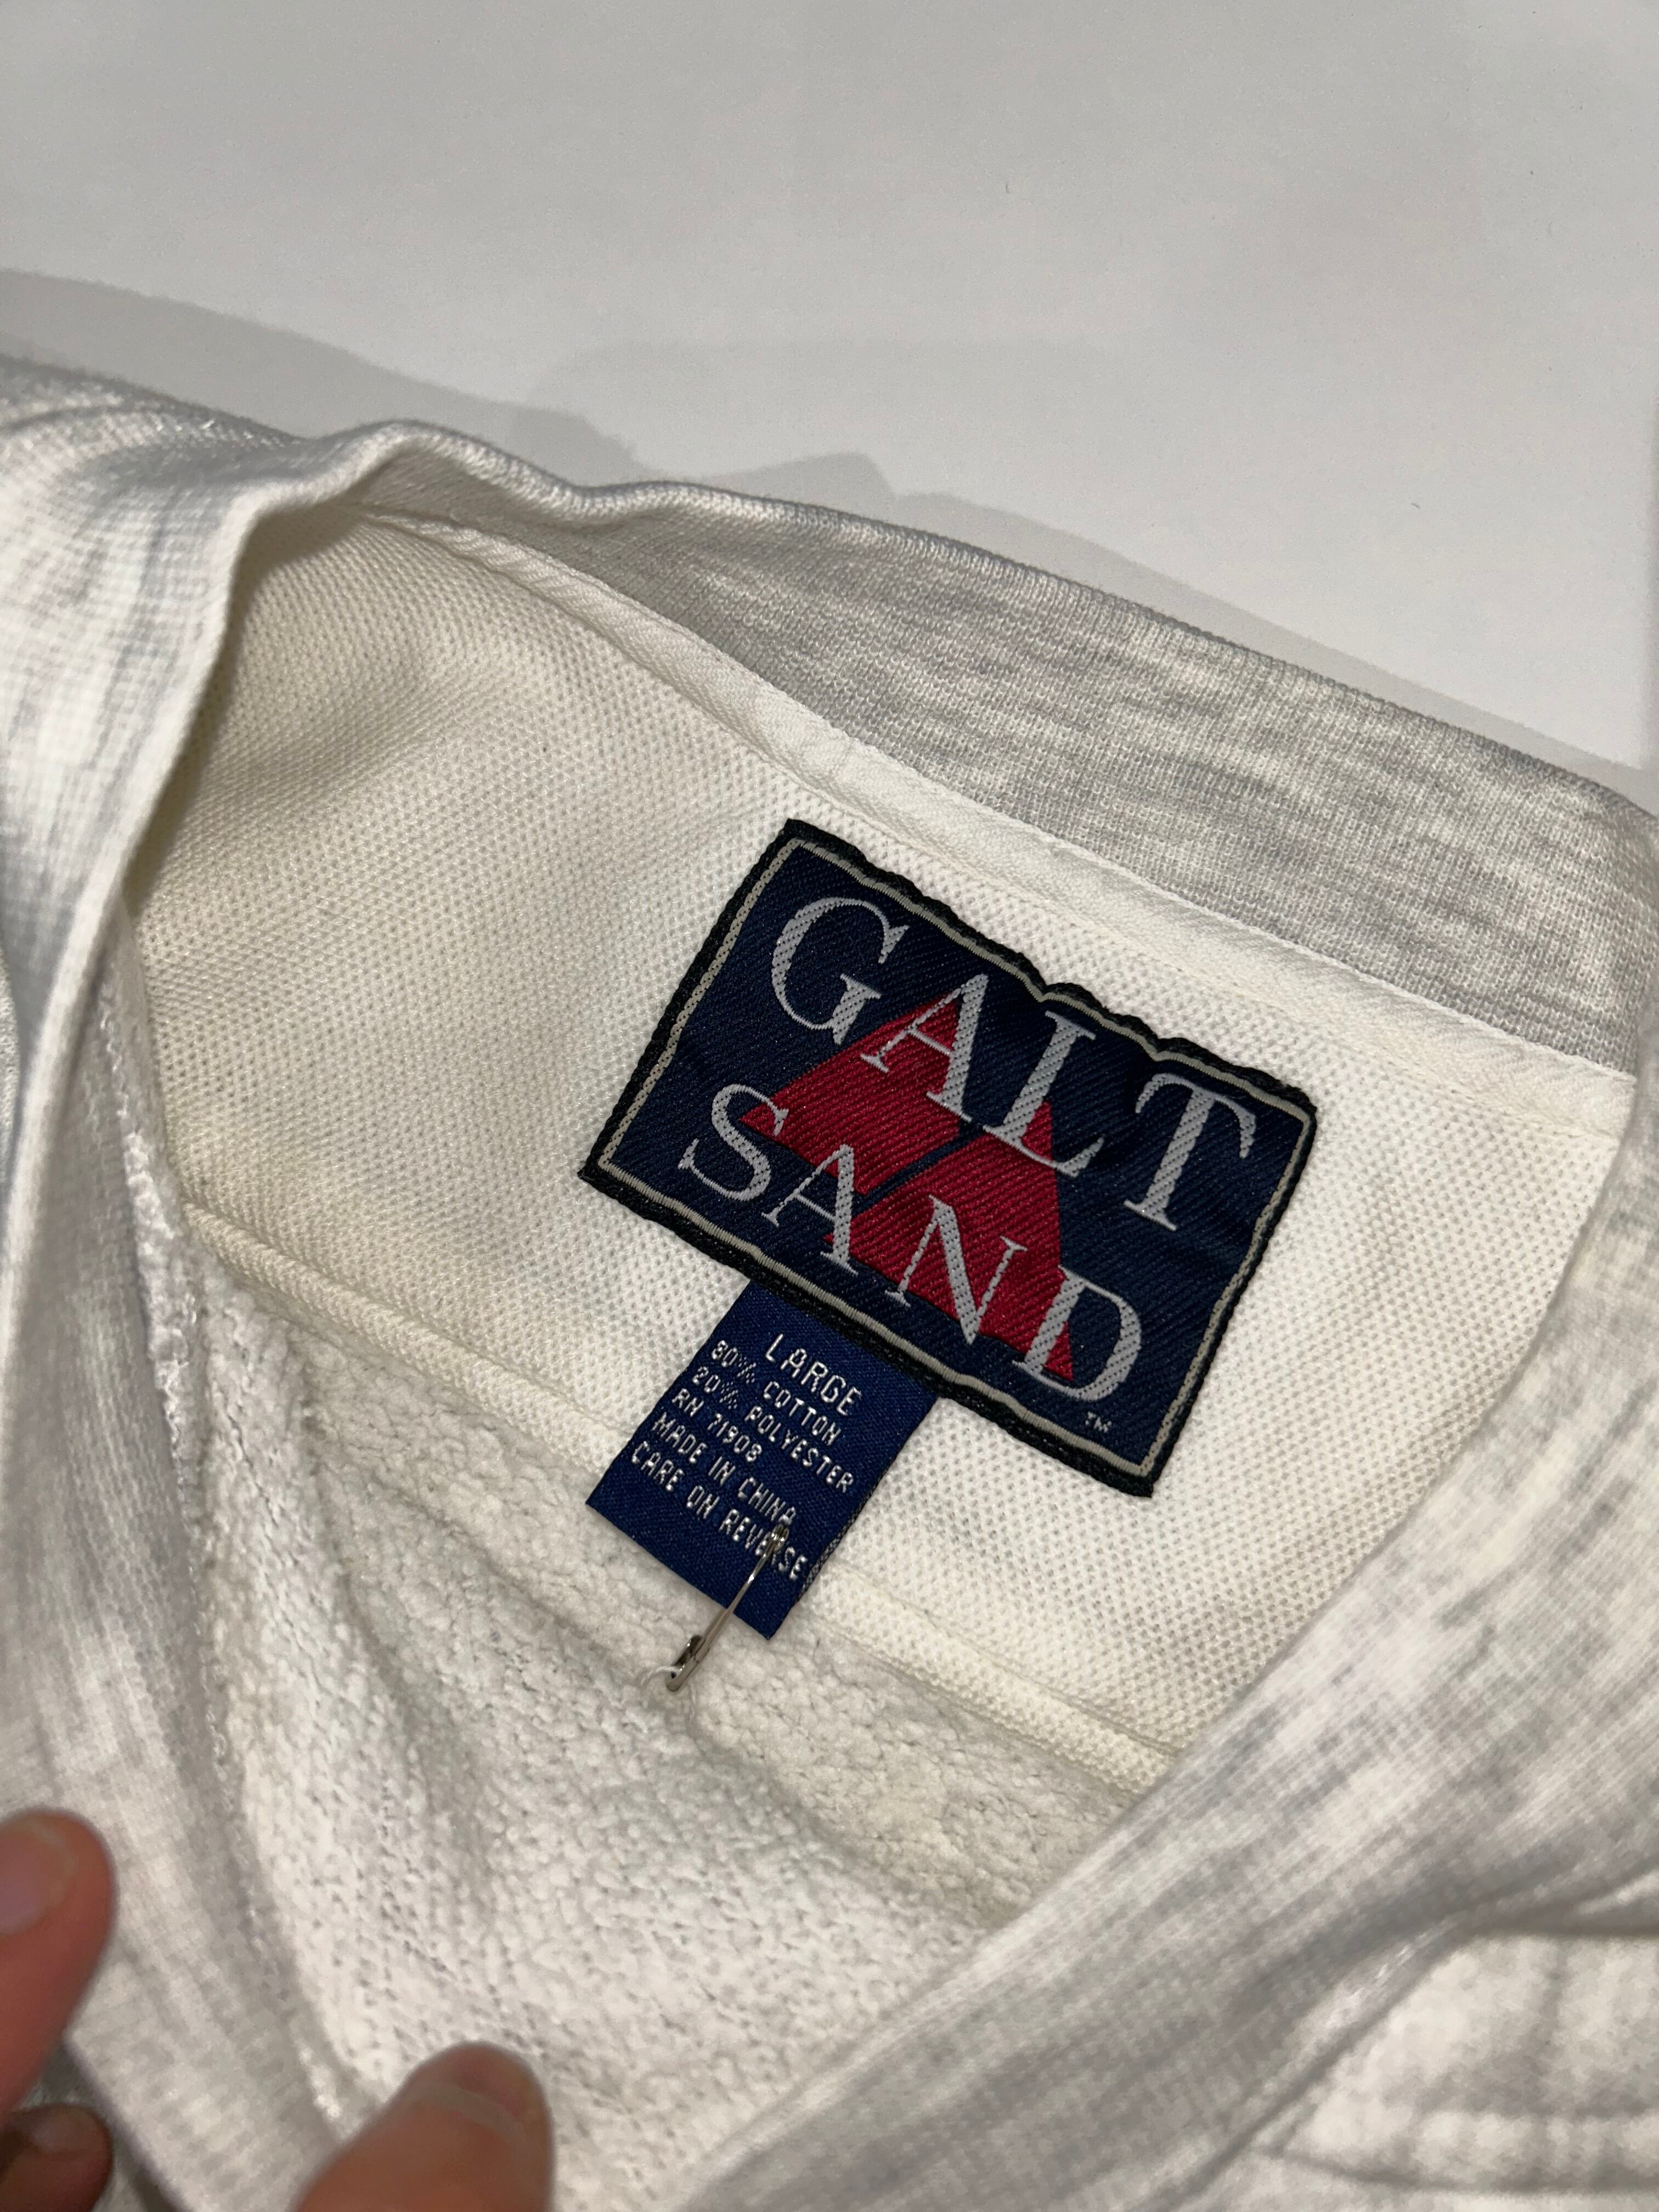 GALT
SAND
™
LARGE
80% COTTON
20% POLYESTER
RN 71908
MADE IN CHINA
CARE ON REVERSE